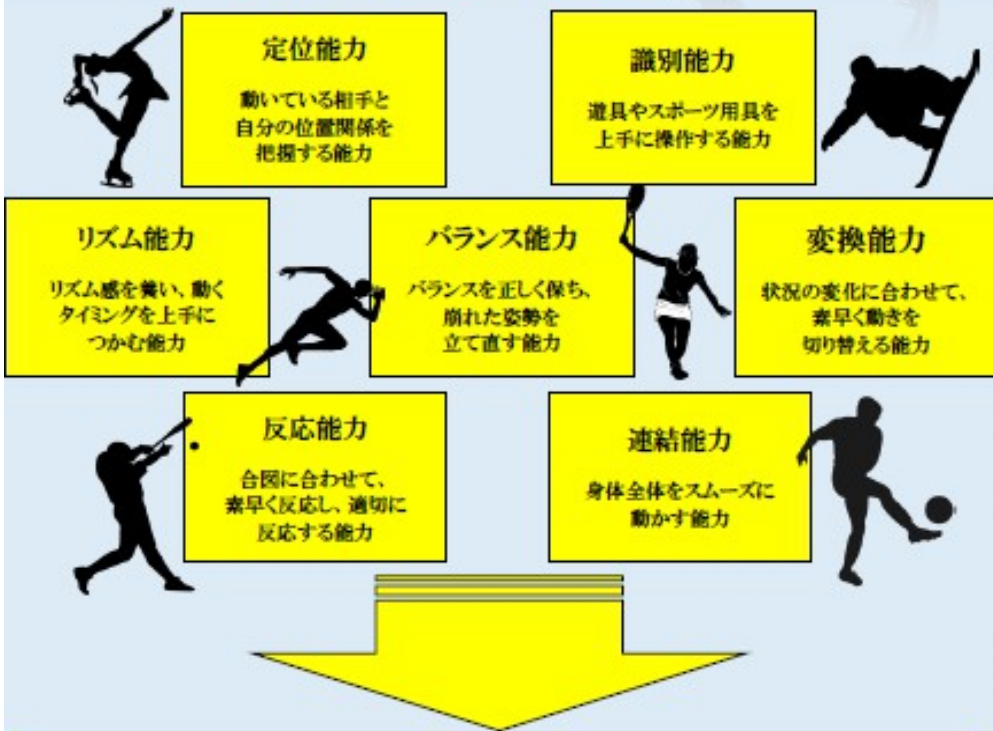 定位能力
動いている相手と
自分の位置関係を
把握する能力
識別能力
道具やスポーツ用具を
上手に操作する能力
リズム能力
リズム感を養い、動く
タイミングを上手に
つかむ能力
バランス能力
バランスを正しく保ち、
崩れた姿勢を
立て直す能力
変換能力
状況の変化に合わせて、
素早く動きを
切り替える能力
反応能力
合図に合わせて、
素早く反応し、適切に
反応する能力
連結能力
身体全体をスムーズに
動かす能力